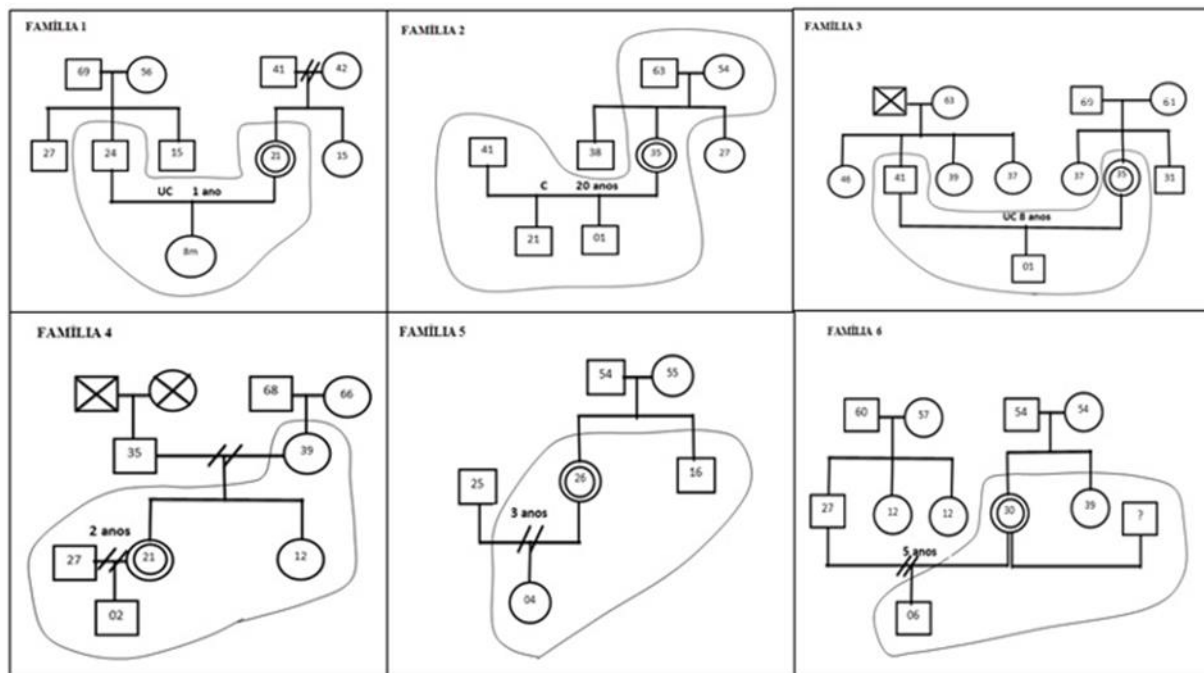 FAMÍLIA 1
69 56 41 42
27 24 15 21 15
UC 1 ano
8m
FAMÍLIA 2
63 54
41 38 35 27
C 20 anos
21 01
FAMÍLIA 3
63 69 61
46 41 39 37 37 35 31
UC 8 anos
01
FAMÍLIA 4
68 66
35 39
2 anos
27 21 12
02
FAMÍLIA 5
54 55
25 26 16
3 anos
04
FAMÍLIA 6
60 57 54 54
27 12 12 30 39 ?
5 anos
06